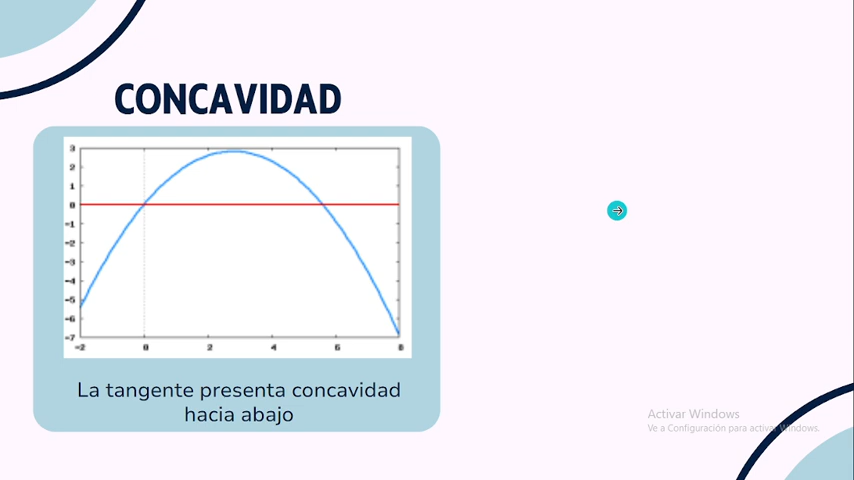 CONCAVIDAD
3
2
1
0
-1
-2
-3
-4
-5
-6
-7
-2 0 2 4 6 8
La tangente presenta concavidad
hacia abajo
Activar Windows
Ve a Configuración para activar Windows.